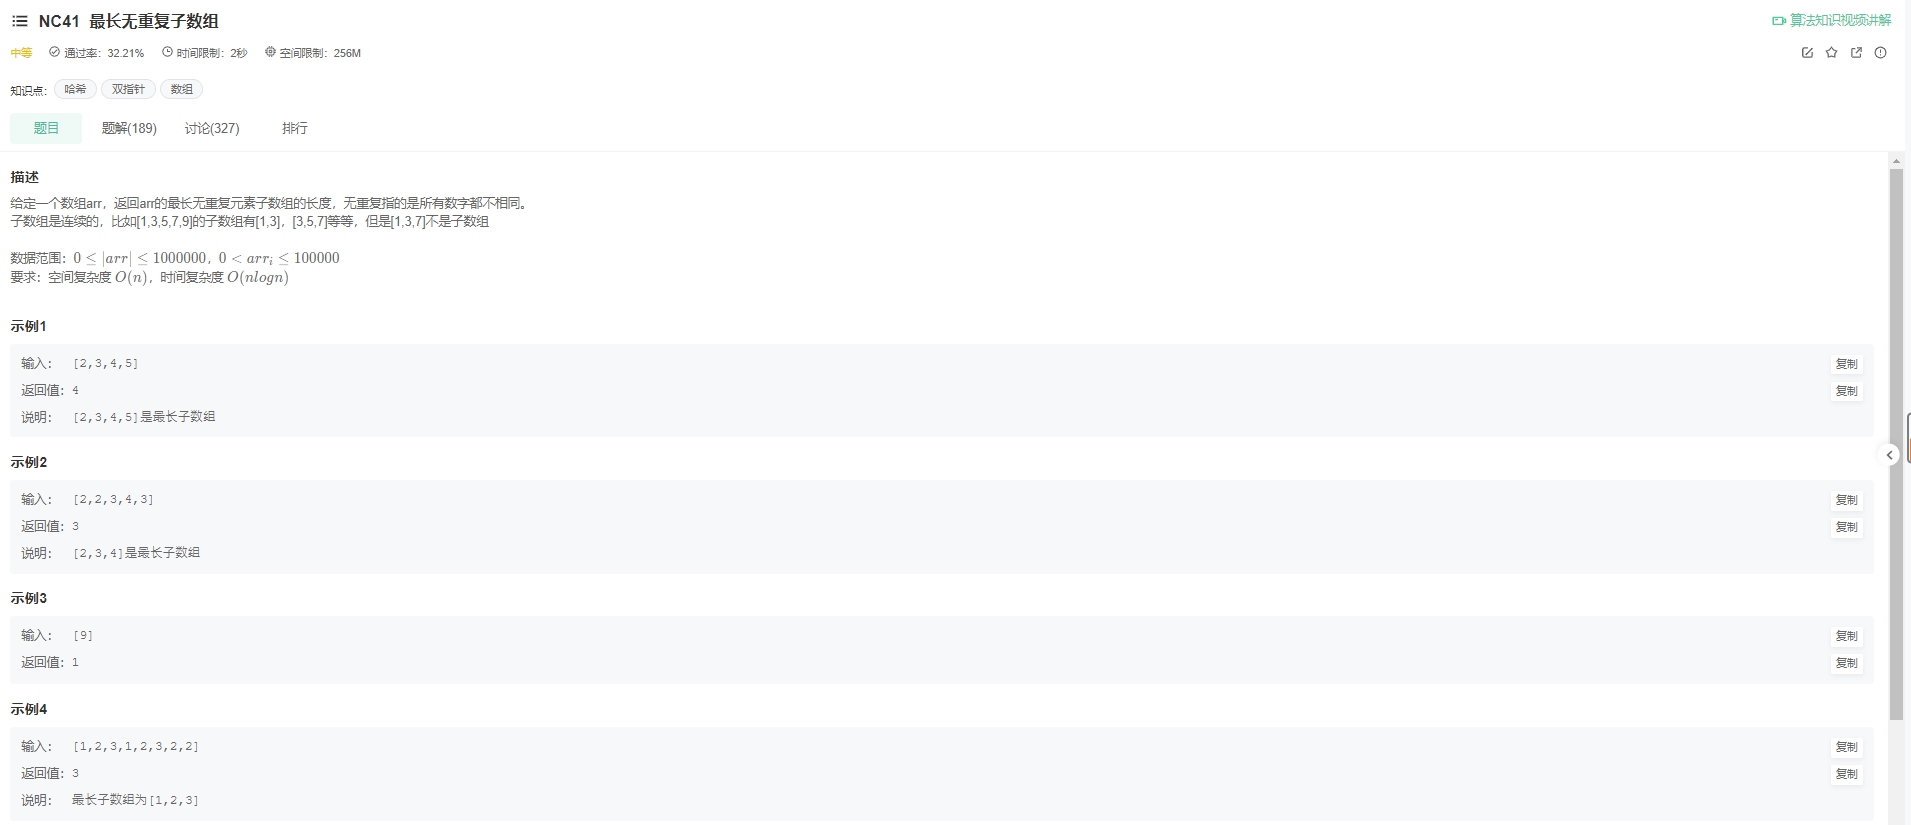 NC41 最长无重复子数组
算法知识视频讲解
中等 通过率：32.21% 时间限制：2秒 空间限制：256M
知识点： 哈希 双指针 数组
题目 题解(189) 讨论(327) 排行
描述
给定一个数组arr，返回arr的最长无重复元素子数组的长度，无重复指的是所有数字都不相同。
子数组是连续的，比如[1,3,5,7,9]的子数组有[1,3]，[3,5,7]等等，但是[1,3,7]不是子数组
数据范围：0 ≤ |arr| ≤ 1000000，0 < arrᵢ ≤ 100000
要求：空间复杂度 O(n)，时间复杂度 O(nlogn)
示例1
输入： [2,3,4,5] 复制
返回值：4 复制
说明： [2,3,4,5]是最长子数组
示例2
输入： [2,2,3,4,3] 复制
返回值：3 复制
说明： [2,3,4]是最长子数组
示例3
输入： [9] 复制
返回值：1 复制
示例4
输入： [1,2,3,1,2,3,2,2] 复制
返回值：3 复制
说明： 最长子数组为[1,2,3]